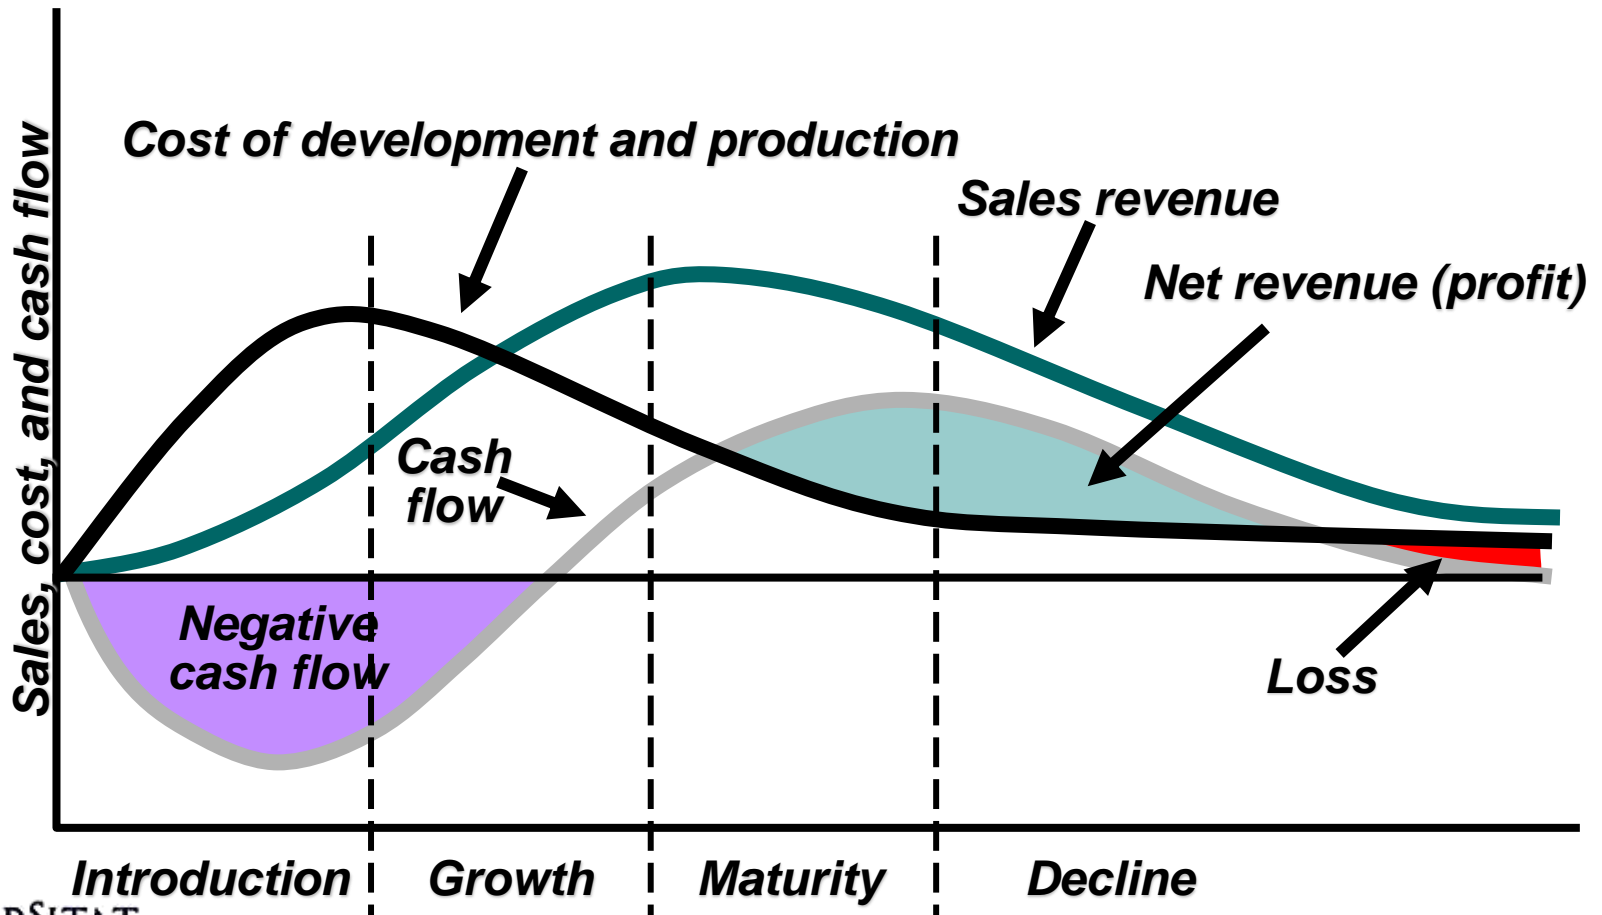 Sales, cost, and cash flow
Cost of development and production
Sales revenue
Net revenue (profit)
Cash
flow
Negative
cash flow
Loss
Introduction
Growth
Maturity
Decline